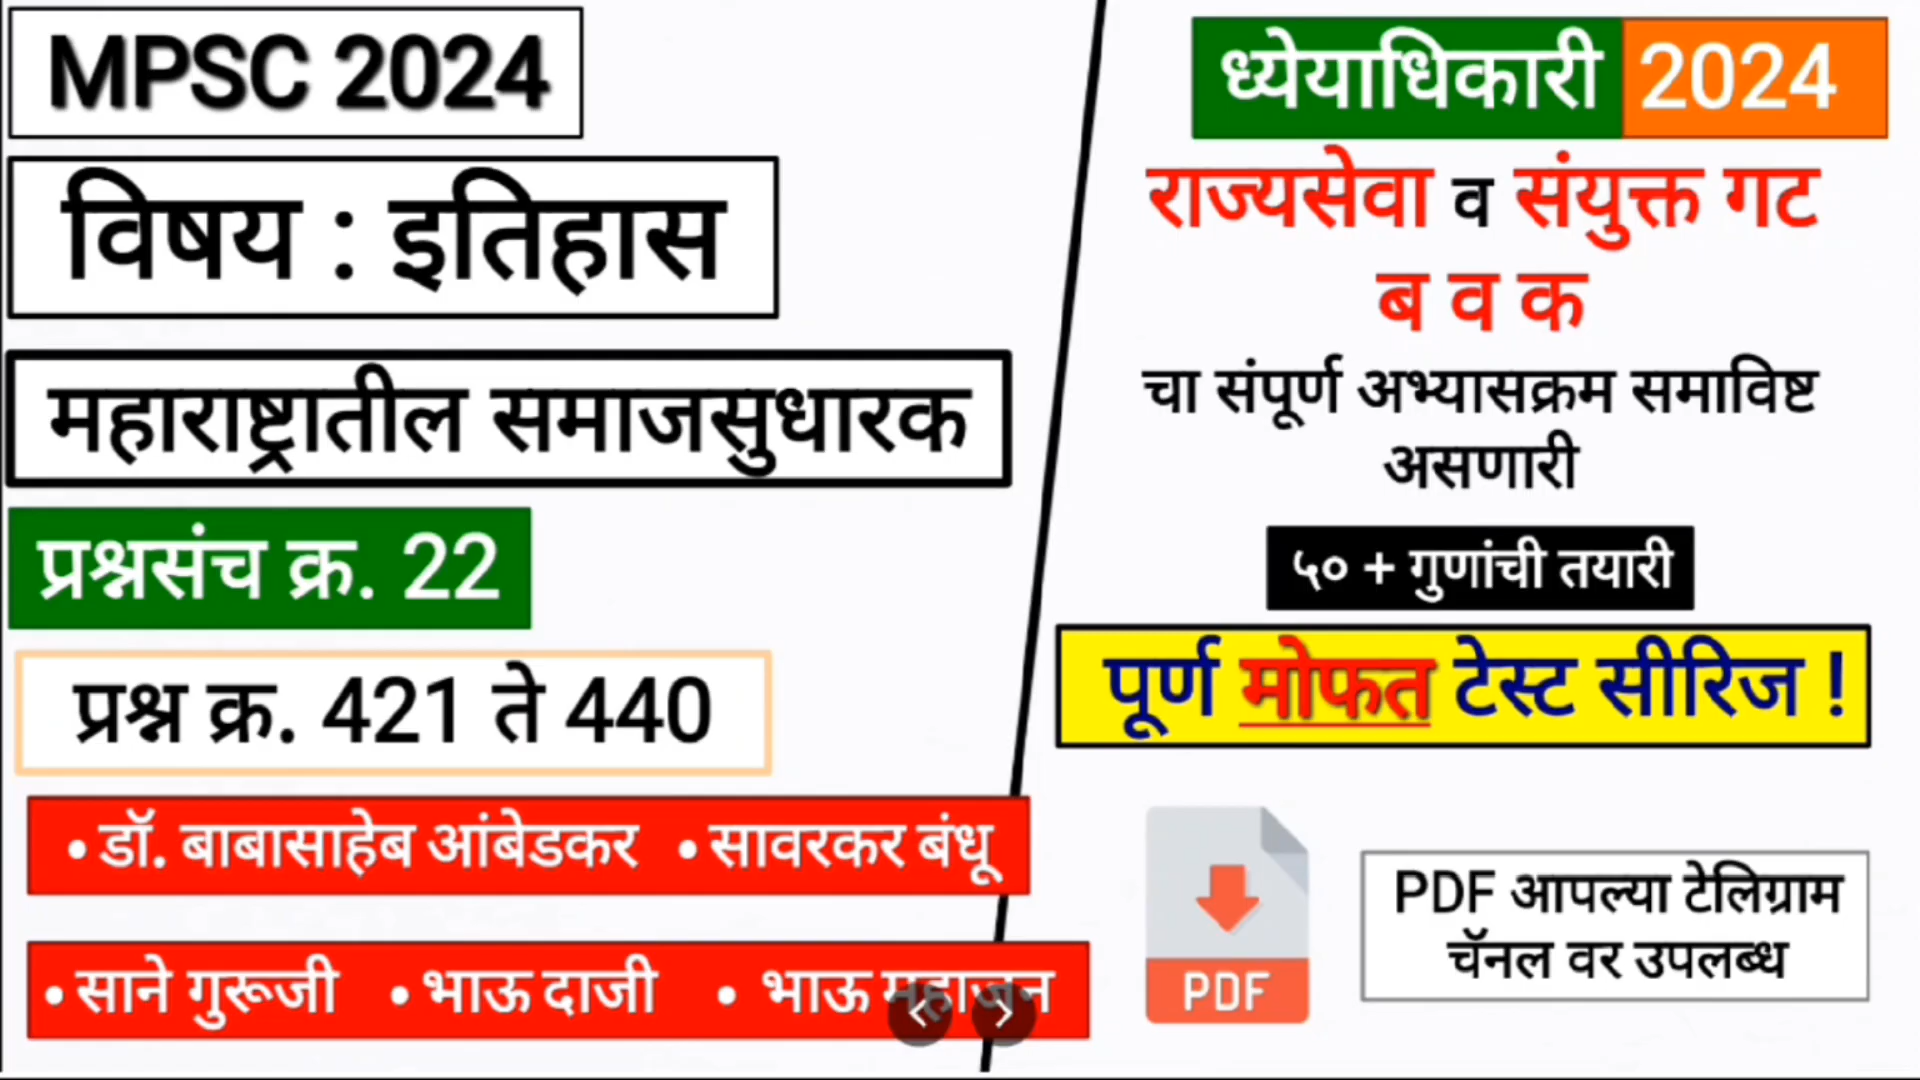 MPSC 2024
विषय : इतिहास
महाराष्ट्रातील समाजसुधारक
प्रश्नसंच क्र. 22
प्रश्न क्र. 421 ते 440
• डॉ. बाबासाहेब आंबेडकर • सावरकर बंधू
• साने गुरूजी • भाऊ दाजी • भाऊ महाजन
ध्येयाधिकारी 2024
राज्यसेवा व संयुक्त गट
ब व क
चा संपूर्ण अभ्यासक्रम समाविष्ट
असणारी
५० + गुणांची तयारी
पूर्ण मोफत टेस्ट सीरिज !
PDF
PDF आपल्या टेलिग्राम
चॅनल वर उपलब्ध